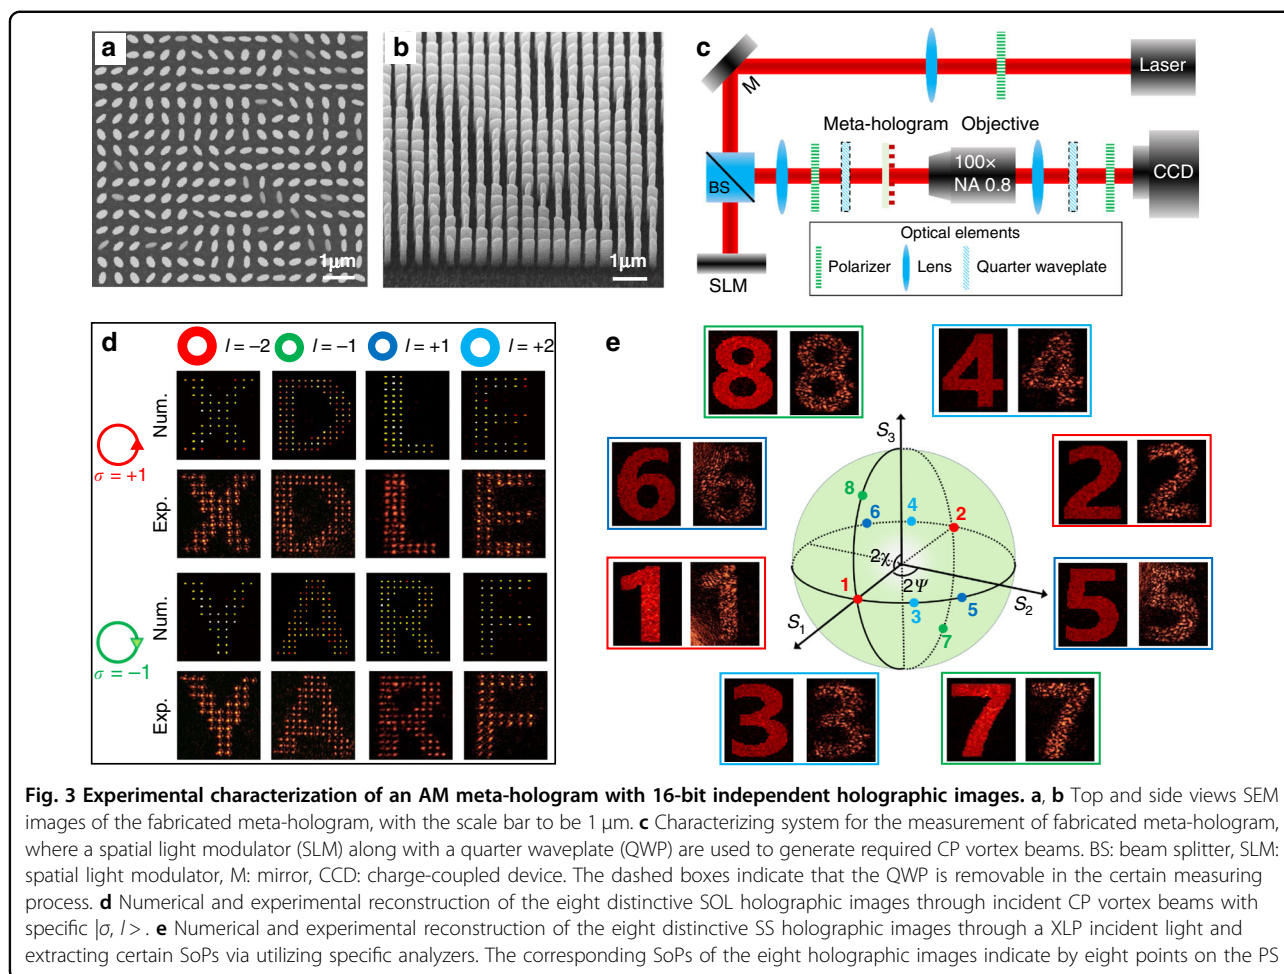 a
1μm
b
1μm
c
M
Laser
Meta-hologram
Objective
BS
100×
NA 0.8
CCD
SLM
Optical elements
Polarizer
Lens
Quarter waveplate
d
l = −2
l = −1
l = +1
l = +2
σ = +1
Num.
X D L E
Exp.
X D L E
σ = −1
Num.
Y A R F
Exp.
Y A R F
e
8 8
4 4
6 6
2 2
1 1
5 5
3 3
7 7
S3
8
6
4
2
2χ
2Ψ
1
3
5
7
S1
S2
Fig. 3 Experimental characterization of an AM meta-hologram with 16-bit independent holographic images. a, b Top and side views SEM
images of the fabricated meta-hologram, with the scale bar to be 1 μm. c Characterizing system for the measurement of fabricated meta-hologram,
where a spatial light modulator (SLM) along with a quarter waveplate (QWP) are used to generate required CP vortex beams. BS: beam splitter, SLM:
spatial light modulator, M: mirror, CCD: charge-coupled device. The dashed boxes indicate that the QWP is removable in the certain measuring
process. d Numerical and experimental reconstruction of the eight distinctive SOL holographic images through incident CP vortex beams with
specific |σ, l >. e Numerical and experimental reconstruction of the eight distinctive SS holographic images through a XLP incident light and
extracting certain SoPs via utilizing specific analyzers. The corresponding SoPs of the eight holographic images indicate by eight points on the PS